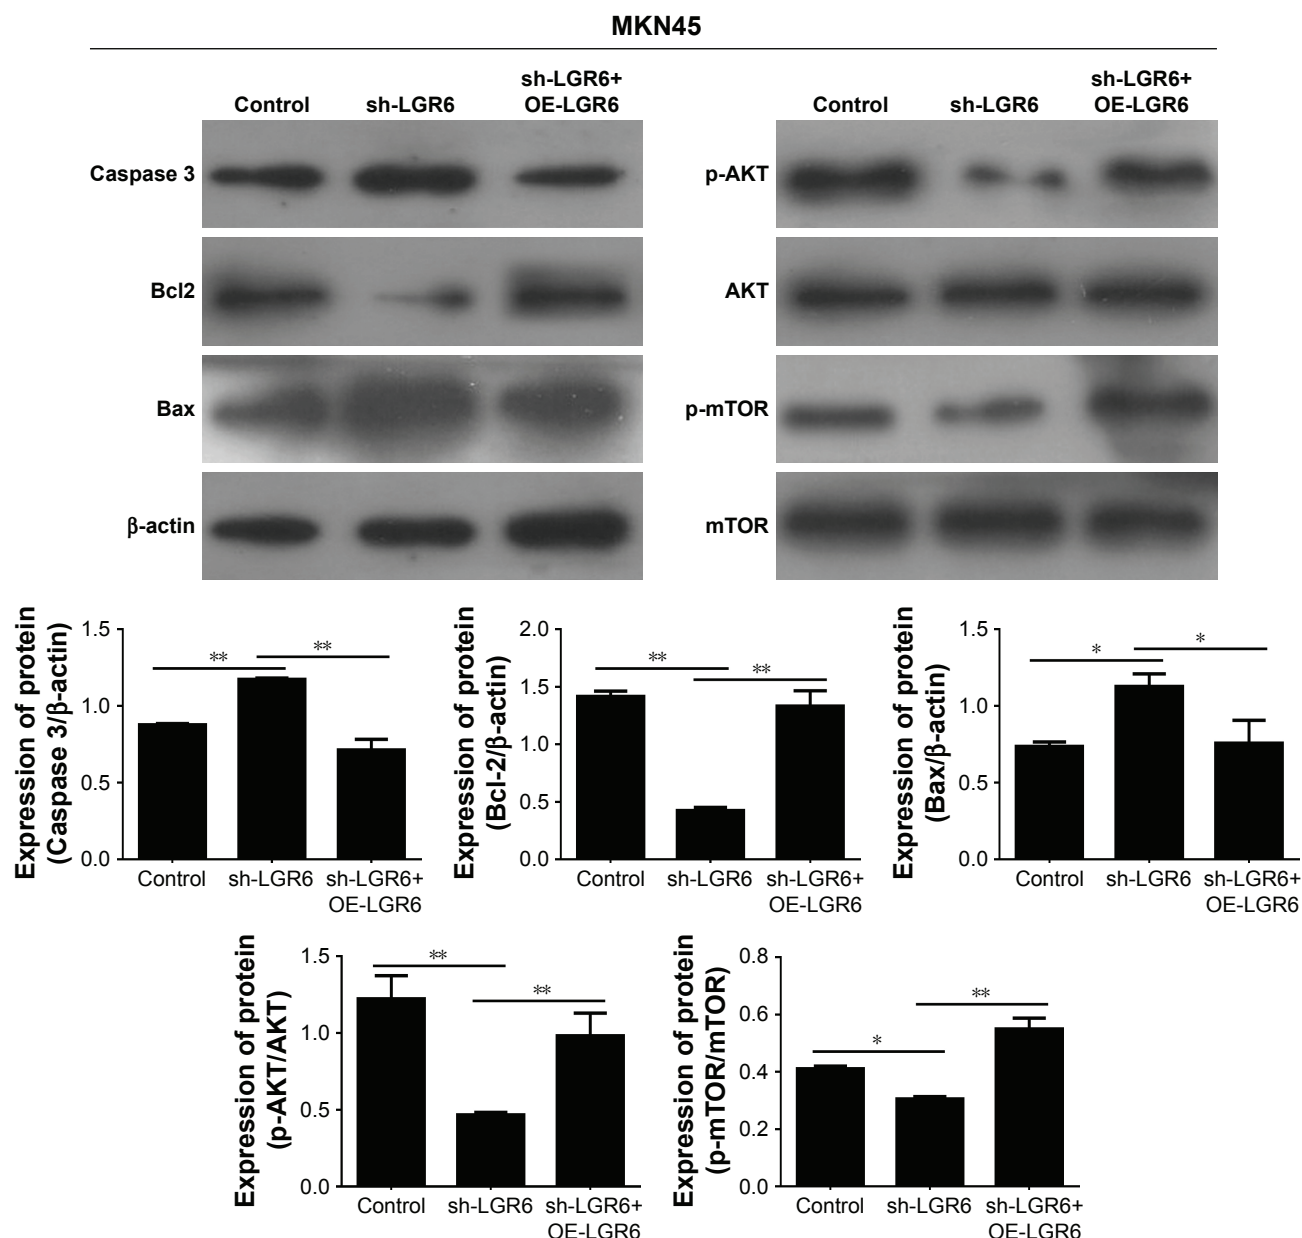 MKN45
Control sh-LGR6 sh-LGR6+
OE-LGR6
Caspase 3
Bcl2
Bax
β-actin
Control sh-LGR6 sh-LGR6+
OE-LGR6
p-AKT
AKT
p-mTOR
mTOR
Expression of protein
(Caspase 3/β-actin)
1.5
1.0
0.5
0.0
** **
Control sh-LGR6 sh-LGR6+
OE-LGR6
Expression of protein
(Bcl-2/β-actin)
2.0
1.5
1.0
0.5
0.0
** **
Control sh-LGR6 sh-LGR6+
OE-LGR6
Expression of protein
(Bax/β-actin)
1.5
1.0
0.5
0.0
* *
Control sh-LGR6 sh-LGR6+
OE-LGR6
Expression of protein
(p-AKT/AKT)
1.5
1.0
0.5
0.0
** **
Control sh-LGR6 sh-LGR6+
OE-LGR6
Expression of protein
(p-mTOR/mTOR)
0.8
0.6
0.4
0.2
0.0
* **
Control sh-LGR6 sh-LGR6+
OE-LGR6